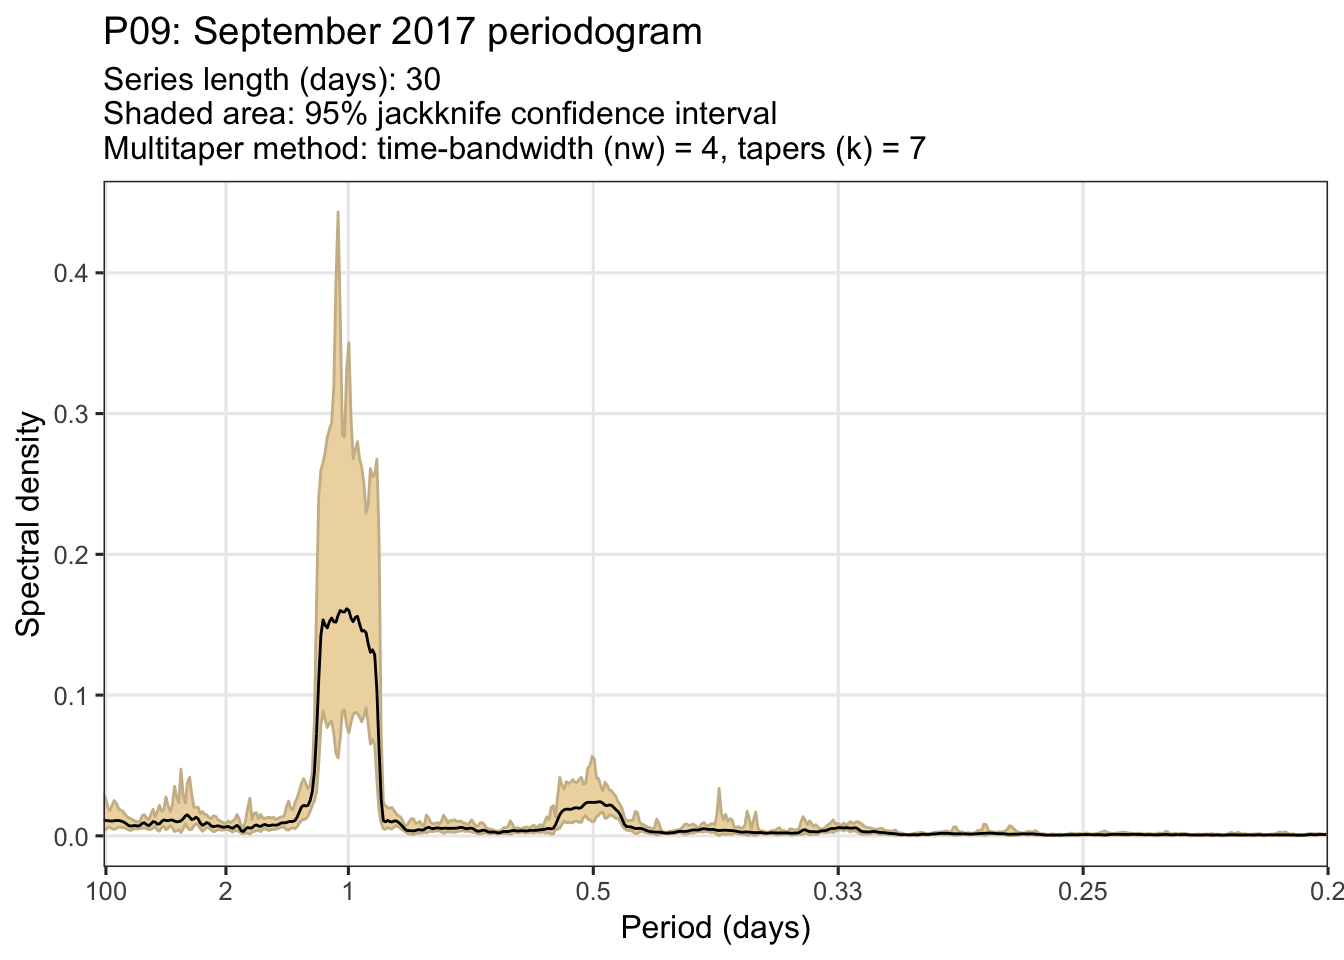 P09: September 2017 periodogram
Series length (days): 30
Shaded area: 95% jackknife confidence interval
Multitaper method: time-bandwidth (nw) = 4, tapers (k) = 7
0.4
0.3
0.2
0.1
0.0
Spectral density
100 2 1 0.5 0.33 0.25 0.2
Period (days)